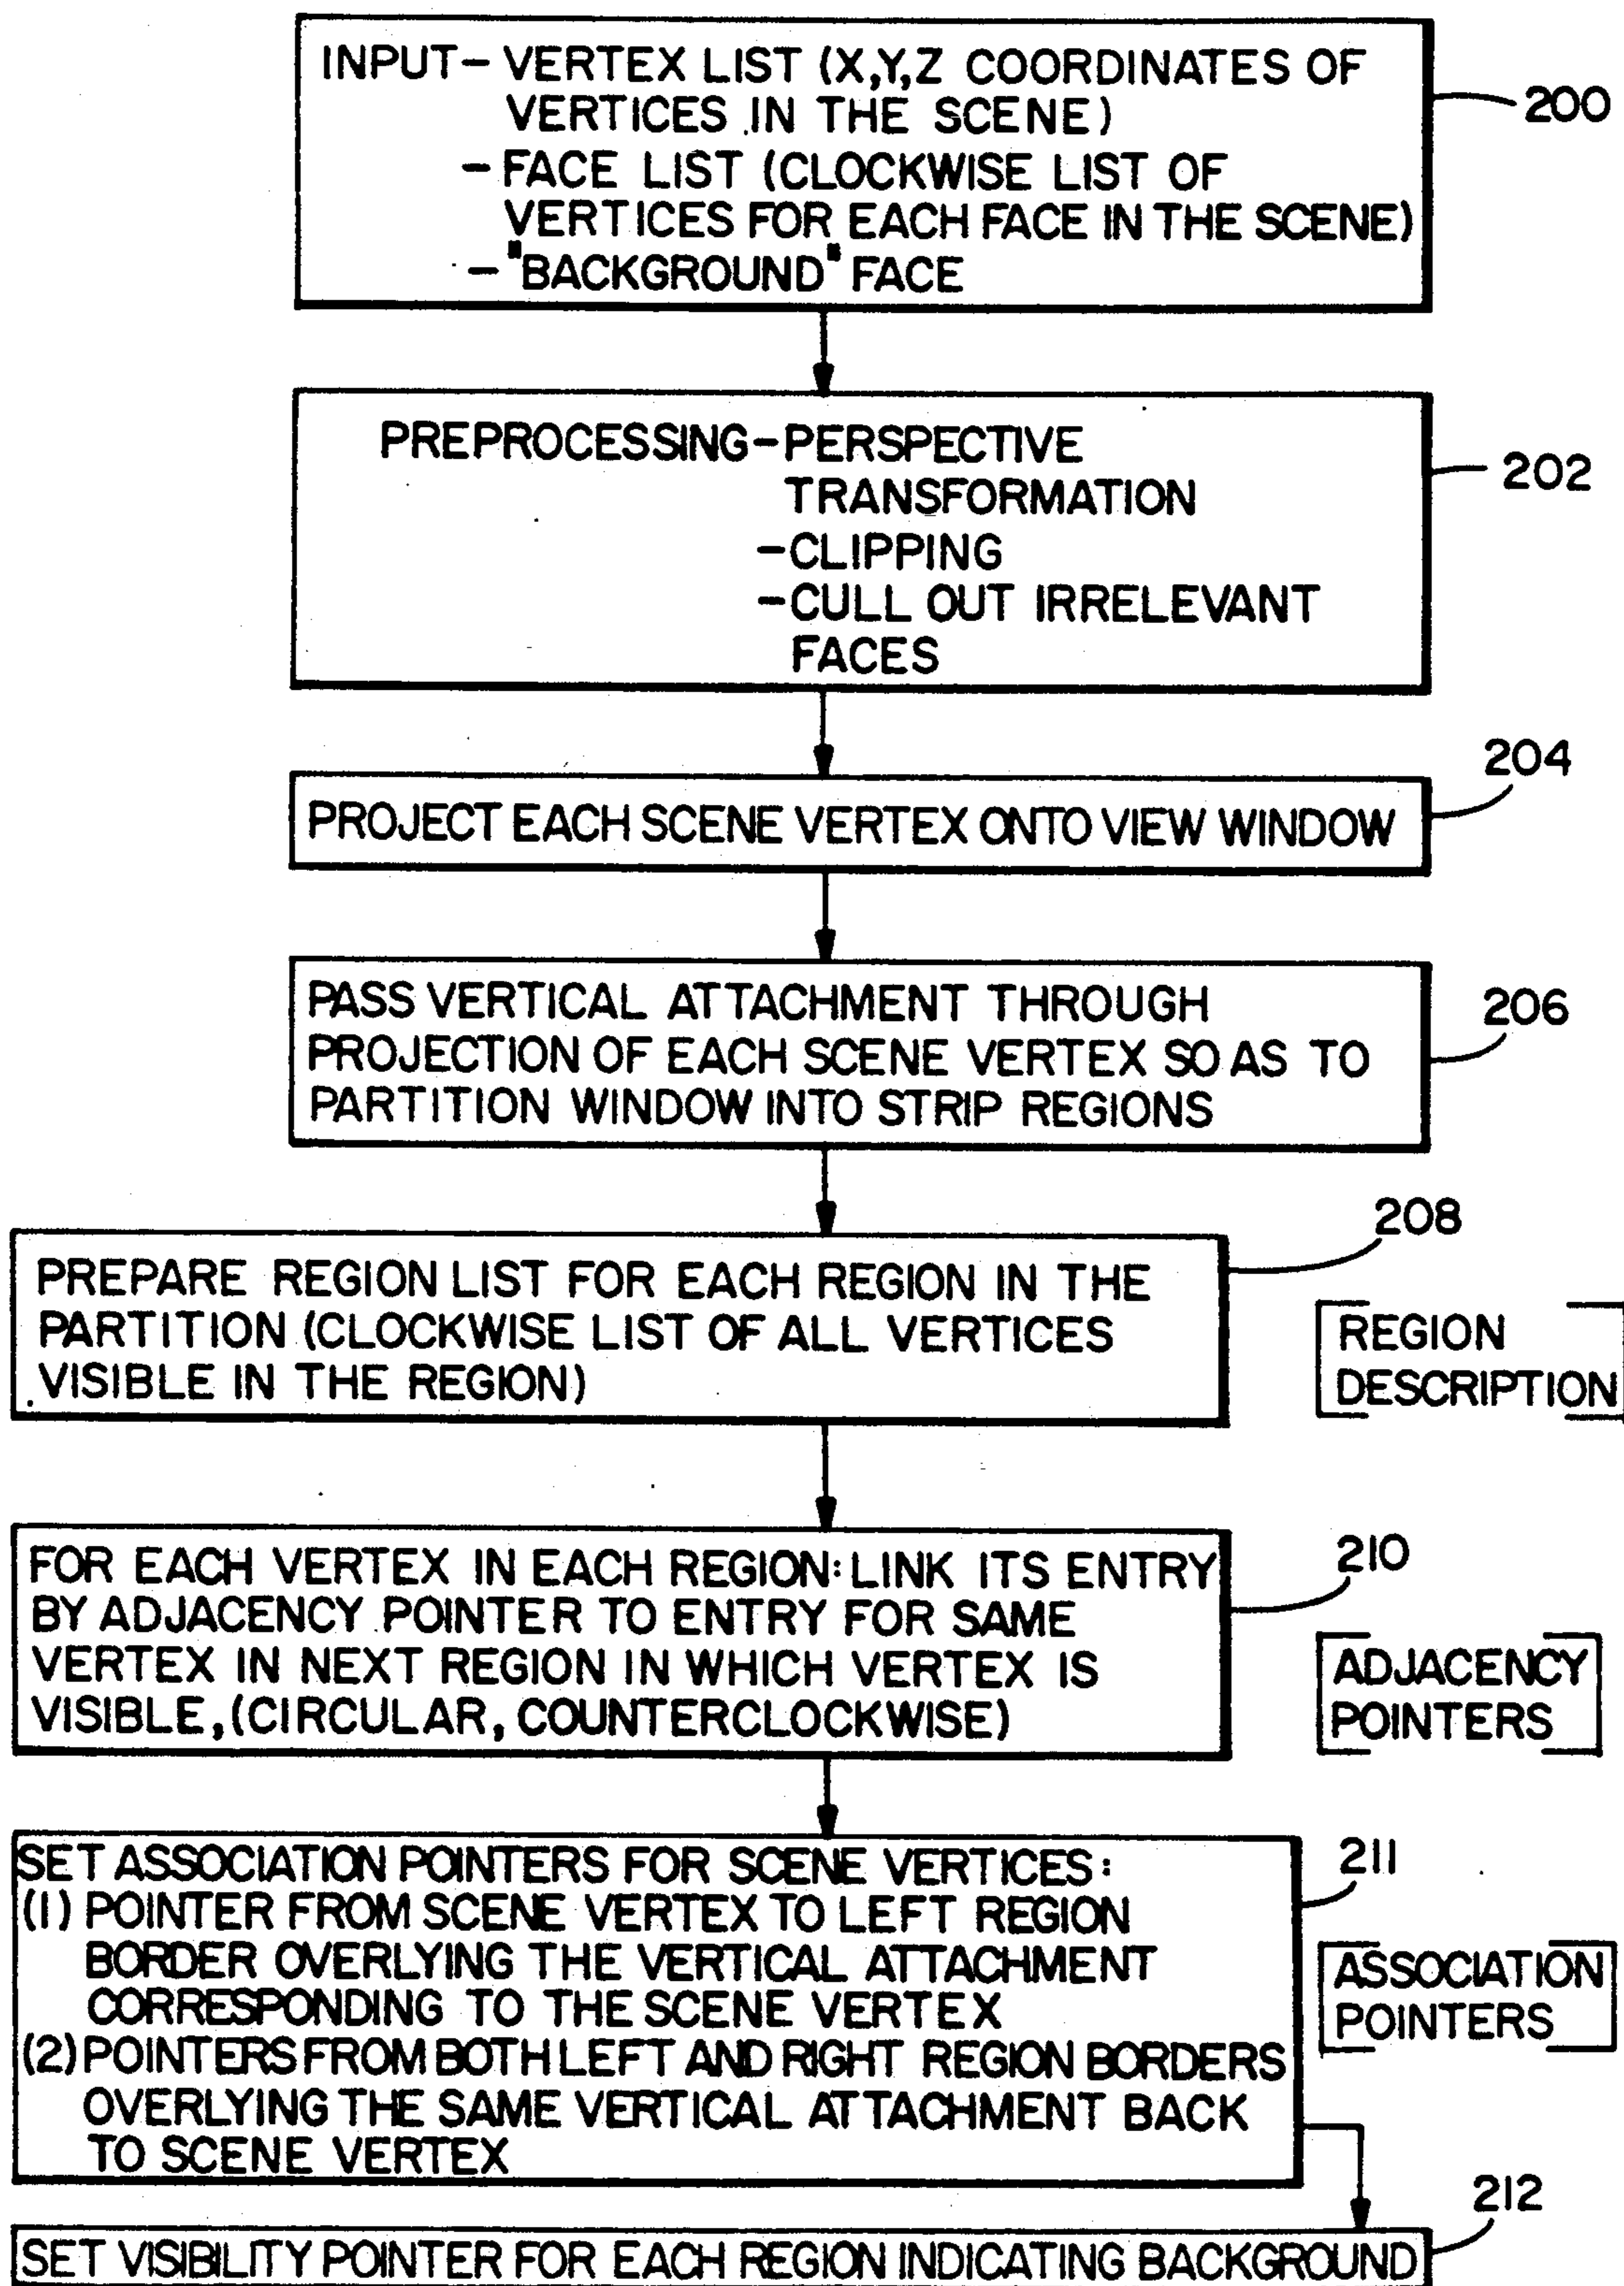 INPUT- VERTEX LIST (X,Y,Z COORDINATES OF
VERTICES IN THE SCENE)
- FACE LIST (CLOCKWISE LIST OF
VERTICES FOR EACH FACE IN THE SCENE)
- "BACKGROUND" FACE
200
PREPROCESSING-PERSPECTIVE
TRANSFORMATION
-CLIPPING
-CULL OUT IRRELEVANT
FACES
202
204
PROJECT EACH SCENE VERTEX ONTO VIEW WINDOW
PASS VERTICAL ATTACHMENT THROUGH
PROJECTION OF EACH SCENE VERTEX SO AS TO
PARTITION WINDOW INTO STRIP REGIONS
206
208
PREPARE REGION LIST FOR EACH REGION IN THE
PARTITION (CLOCKWISE LIST OF ALL VERTICES
VISIBLE IN THE REGION)
REGION
DESCRIPTION
FOR EACH VERTEX IN EACH REGION: LINK ITS ENTRY
BY ADJACENCY POINTER TO ENTRY FOR SAME
VERTEX IN NEXT REGION IN WHICH VERTEX IS
VISIBLE, (CIRCULAR, COUNTERCLOCKWISE)
210
ADJACENCY
POINTERS
SET ASSOCIATION POINTERS FOR SCENE VERTICES:
(1) POINTER FROM SCENE VERTEX TO LEFT REGION
BORDER OVERLYING THE VERTICAL ATTACHMENT
CORRESPONDING TO THE SCENE VERTEX
(2) POINTERS FROM BOTH LEFT AND RIGHT REGION BORDERS
OVERLYING THE SAME VERTICAL ATTACHMENT BACK
TO SCENE VERTEX
211
ASSOCIATION
POINTERS
212
SET VISIBILITY POINTER FOR EACH REGION INDICATING BACKGROUND